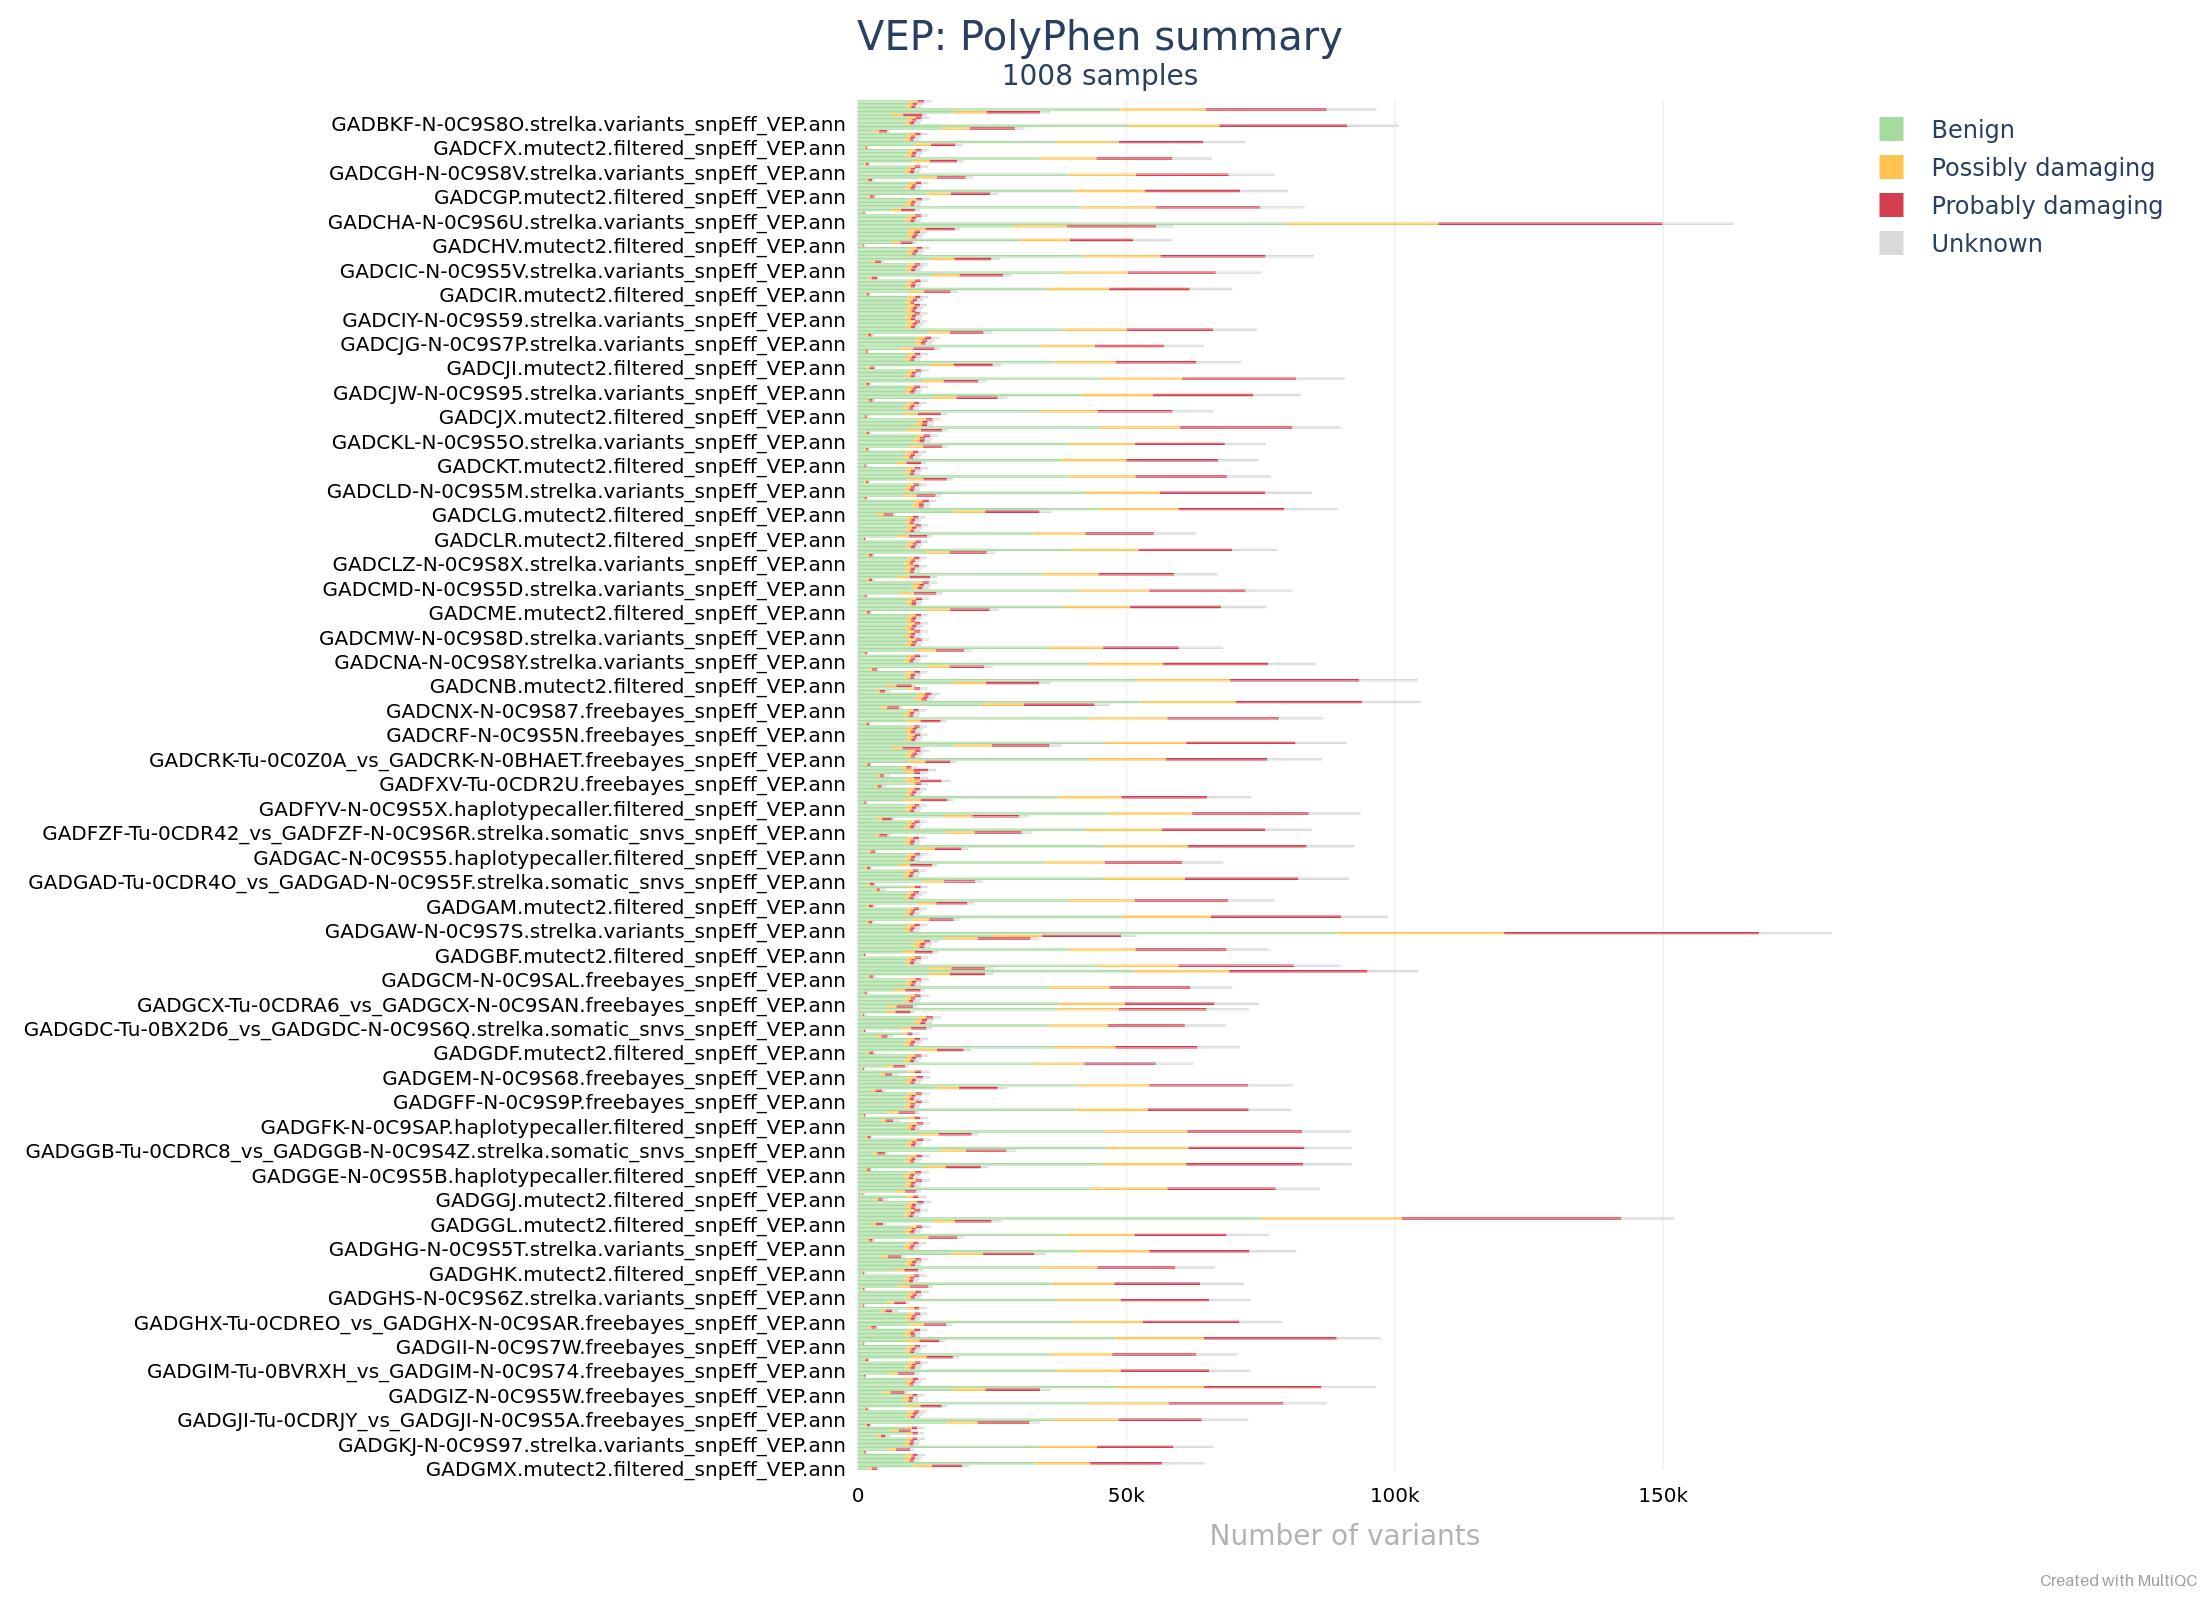 VEP: PolyPhen summary
1008 samples
GADBKF-N-0C9S8O.strelka.variants_snpEff_VEP.ann
GADCFX.mutect2.filtered_snpEff_VEP.ann
GADCGH-N-0C9S8V.strelka.variants_snpEff_VEP.ann
GADCGP.mutect2.filtered_snpEff_VEP.ann
GADCHA-N-0C9S6U.strelka.variants_snpEff_VEP.ann
GADCHV.mutect2.filtered_snpEff_VEP.ann
GADCIC-N-0C9S5V.strelka.variants_snpEff_VEP.ann
GADCIR.mutect2.filtered_snpEff_VEP.ann
GADCIY-N-0C9S59.strelka.variants_snpEff_VEP.ann
GADCJG-N-0C9S7P.strelka.variants_snpEff_VEP.ann
GADCJI.mutect2.filtered_snpEff_VEP.ann
GADCJW-N-0C9S95.strelka.variants_snpEff_VEP.ann
GADCJX.mutect2.filtered_snpEff_VEP.ann
GADCKL-N-0C9S5O.strelka.variants_snpEff_VEP.ann
GADCKT.mutect2.filtered_snpEff_VEP.ann
GADCLD-N-0C9S5M.strelka.variants_snpEff_VEP.ann
GADCLG.mutect2.filtered_snpEff_VEP.ann
GADCLR.mutect2.filtered_snpEff_VEP.ann
GADCLZ-N-0C9S8X.strelka.variants_snpEff_VEP.ann
GADCMD-N-0C9S5D.strelka.variants_snpEff_VEP.ann
GADCME.mutect2.filtered_snpEff_VEP.ann
GADCMW-N-0C9S8D.strelka.variants_snpEff_VEP.ann
GADCNA-N-0C9S8Y.strelka.variants_snpEff_VEP.ann
GADCNB.mutect2.filtered_snpEff_VEP.ann
GADCNX-N-0C9S87.freebayes_snpEff_VEP.ann
GADCRF-N-0C9S5N.freebayes_snpEff_VEP.ann
GADCRK-Tu-0C0Z0A_vs_GADCRK-N-0BHAET.freebayes_snpEff_VEP.ann
GADFXV-Tu-0CDR2U.freebayes_snpEff_VEP.ann
GADFYV-N-0C9S5X.haplotypecaller.filtered_snpEff_VEP.ann
GADFZF-Tu-0CDR42_vs_GADFZF-N-0C9S6R.strelka.somatic_snvs_snpEff_VEP.ann
GADGAC-N-0C9S55.haplotypecaller.filtered_snpEff_VEP.ann
GADGAD-Tu-0CDR4O_vs_GADGAD-N-0C9S5F.strelka.somatic_snvs_snpEff_VEP.ann
GADGAM.mutect2.filtered_snpEff_VEP.ann
GADGAW-N-0C9S7S.strelka.variants_snpEff_VEP.ann
GADGBF.mutect2.filtered_snpEff_VEP.ann
GADGCM-N-0C9SAL.freebayes_snpEff_VEP.ann
GADGCX-Tu-0CDRA6_vs_GADGCX-N-0C9SAN.freebayes_snpEff_VEP.ann
GADGDC-Tu-0BX2D6_vs_GADGDC-N-0C9S6Q.strelka.somatic_snvs_snpEff_VEP.ann
GADGDF.mutect2.filtered_snpEff_VEP.ann
GADGEM-N-0C9S68.freebayes_snpEff_VEP.ann
GADGFF-N-0C9S9P.freebayes_snpEff_VEP.ann
GADGFK-N-0C9SAP.haplotypecaller.filtered_snpEff_VEP.ann
GADGGB-Tu-0CDRC8_vs_GADGGB-N-0C9S4Z.strelka.somatic_snvs_snpEff_VEP.ann
GADGGE-N-0C9S5B.haplotypecaller.filtered_snpEff_VEP.ann
GADGGJ.mutect2.filtered_snpEff_VEP.ann
GADGGL.mutect2.filtered_snpEff_VEP.ann
GADGHG-N-0C9S5T.strelka.variants_snpEff_VEP.ann
GADGHK.mutect2.filtered_snpEff_VEP.ann
GADGHS-N-0C9S6Z.strelka.variants_snpEff_VEP.ann
GADGHX-Tu-0CDREO_vs_GADGHX-N-0C9SAR.freebayes_snpEff_VEP.ann
GADGII-N-0C9S7W.freebayes_snpEff_VEP.ann
GADGIM-Tu-0BVRXH_vs_GADGIM-N-0C9S74.freebayes_snpEff_VEP.ann
GADGIZ-N-0C9S5W.freebayes_snpEff_VEP.ann
GADGJI-Tu-0CDRJY_vs_GADGJI-N-0C9S5A.freebayes_snpEff_VEP.ann
GADGKJ-N-0C9S97.strelka.variants_snpEff_VEP.ann
GADGMX.mutect2.filtered_snpEff_VEP.ann
0 50k 100k 150k
Number of variants
Benign
Possibly damaging
Probably damaging
Unknown
Created with MultiQC